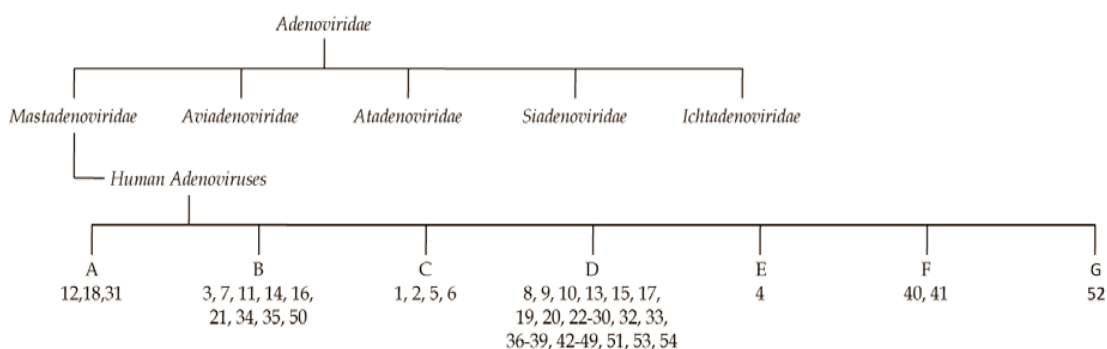 Adenoviridae
Mastadenoviridae Aviadenoviridae Atadenoviridae Siadenoviridae Ichtadenoviridae
Human Adenoviruses
A B C D E F G
12,18,31 3, 7, 11, 14, 16, 1, 2, 5, 6 8, 9, 10, 13, 15, 17, 4 40, 41 52
21, 34, 35, 50 19, 20, 22-30, 32, 33,
36-39, 42-49, 51, 53, 54